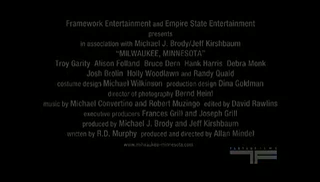 Framework Entertainment and Empire State Entertainment
presents
in association with Michael J. Brody/Jeff Kirshbaum
"MILWAUKEE, MINNESOTA"
Troy Garity Alison Folland Bruce Dern Hank Harris Debra Monk
Josh Brolin Holly Woodlawn and Randy Quaid
costume design Michael Wilkinson production design Dina Goldman
director of photography Bernd Heinl
music by Michael Convertino and Robert Muzingo edited by David Rawlins
executive producers Frances Grill and Joseph Grill
produced by Michael J. Brody and Jeff Kirshbaum
written by R.D. Murphy produced and directed by Allan Mindel